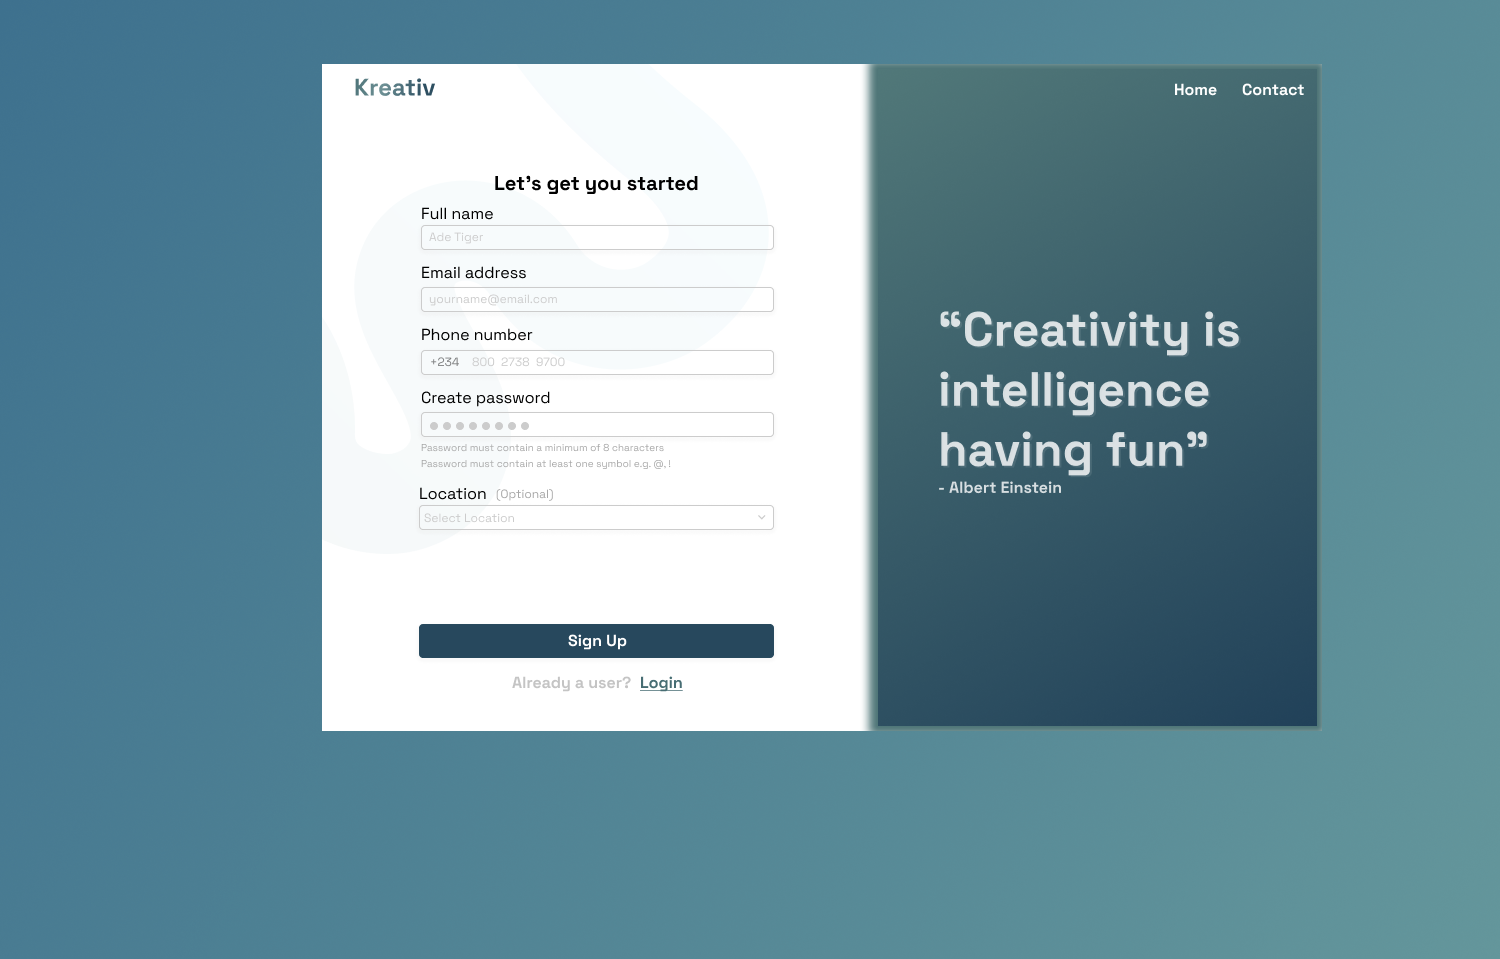 Kreativ
Home Contact
Let's get you started
Full name
Ade Tiger
Email address
yourname@email.com
Phone number
+234 800 2738 9700
Create password
Password must contain a minimum of 8 characters
Password must contain at least one symbol e.g. @, !
Location (Optional)
Select Location
Sign Up
Already a user? Login
“Creativity is
intelligence
having fun”
- Albert Einstein